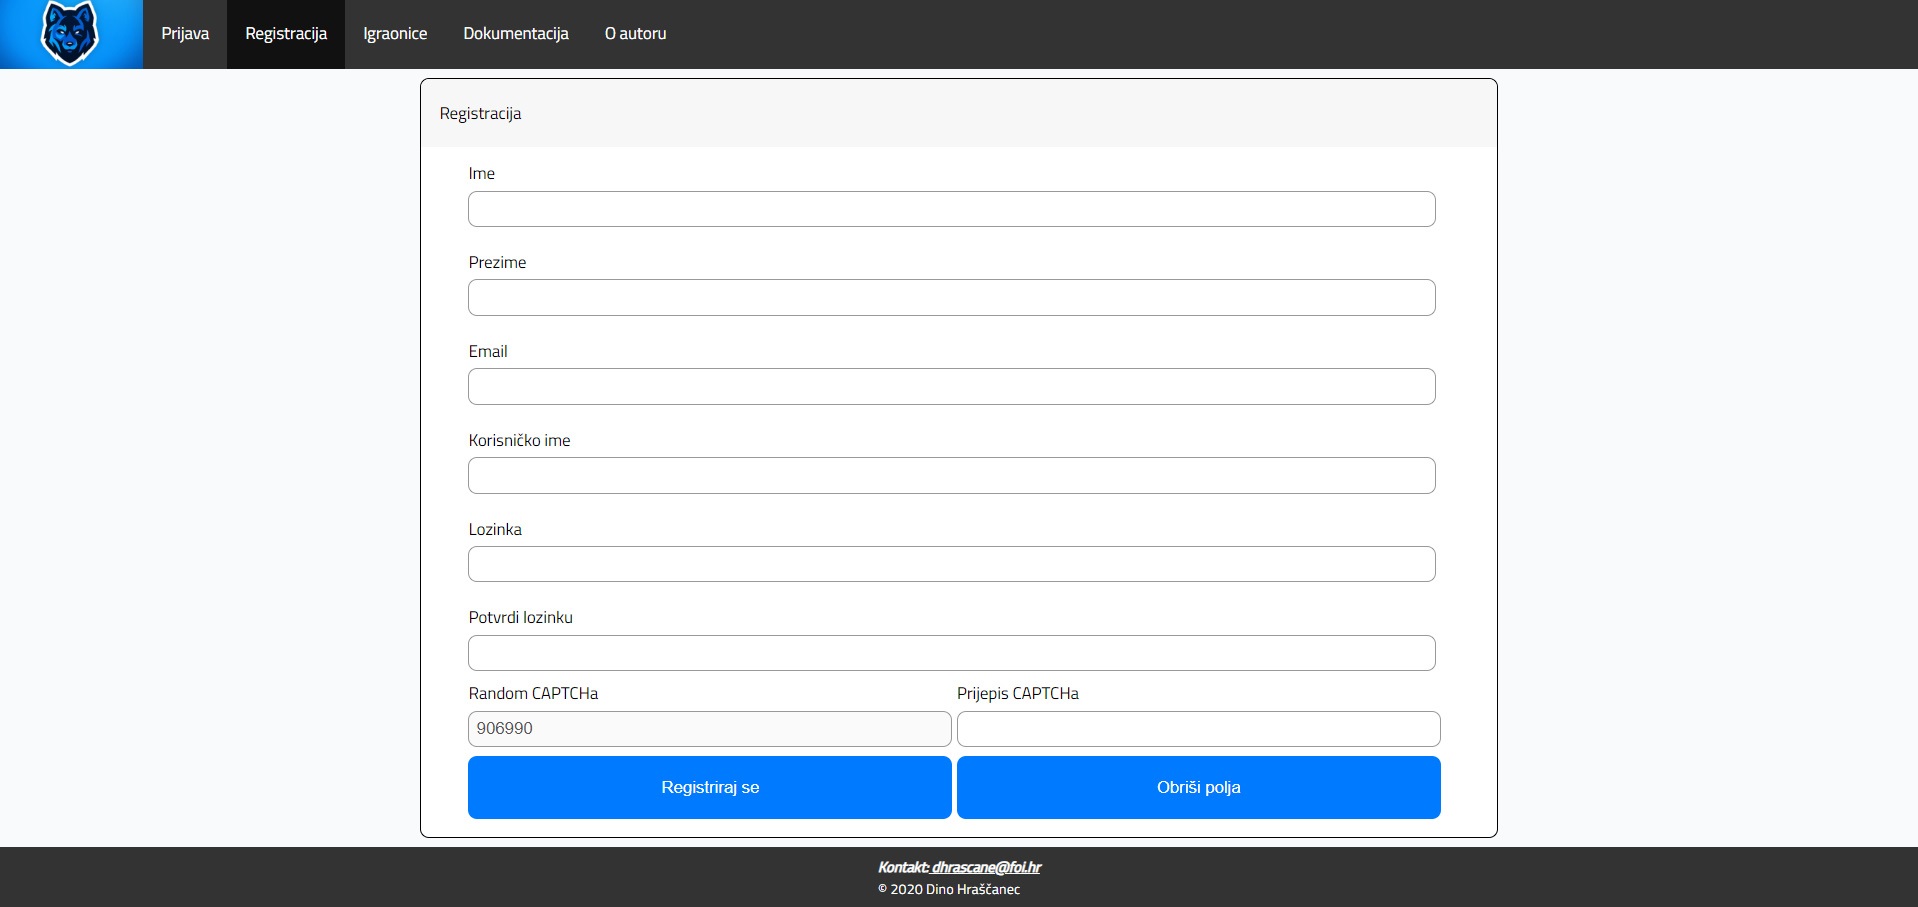 Prijava Registracija Igraonice Dokumentacija O autoru
Registracija
Ime
Prezime
Email
Korisničko ime
Lozinka
Potvrdi lozinku
Random CAPTCHa Prijepis CAPTCHa
906990
Registriraj se Obriši polja
Kontakt: dhrascane@foi.hr
© 2020 Dino Hraščanec